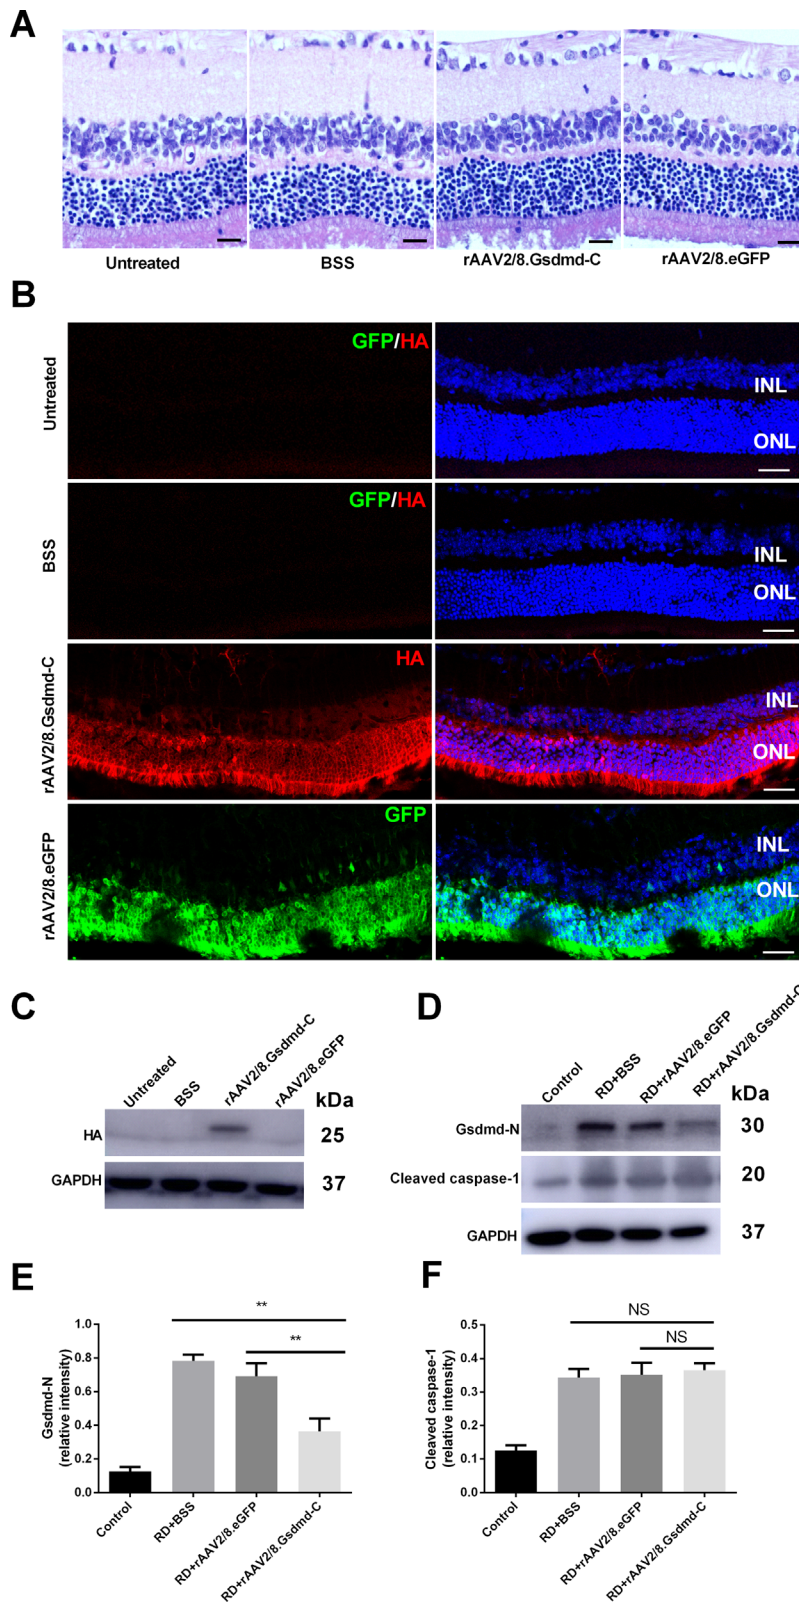 A
Untreated
BSS
rAAV2/8.Gsdmd-C
rAAV2/8.eGFP
B
Untreated
GFP/HA
INL
ONL
BSS
GFP/HA
INL
ONL
rAAV2/8.Gsdmd-C
HA
INL
ONL
rAAV2/8.eGFP
GFP
INL
ONL
C
Untreated
BSS
rAAV2/8.Gsdmd-C
rAAV2/8.eGFP
kDa
HA
25
GAPDH
37
D
Control
RD+BSS
RD+rAAV2/8.eGFP
RD+rAAV2/8.Gsdmd-C
kDa
Gsdmd-N
30
Cleaved caspase-1
20
GAPDH
37
E
Gsdmd-N
(relative intensity)
1.0
0.8
0.6
0.4
0.2
0.0
**
**
Control
RD+BSS
RD+rAAV2/8.eGFP
RD+rAAV2/8.Gsdmd-C
F
Cleaved caspase-1
(relative intensity)
0.5
0.4
0.3
0.2
0.1
0.0
NS
NS
Control
RD+BSS
RD+rAAV2/8.eGFP
RD+rAAV2/8.Gsdmd-C